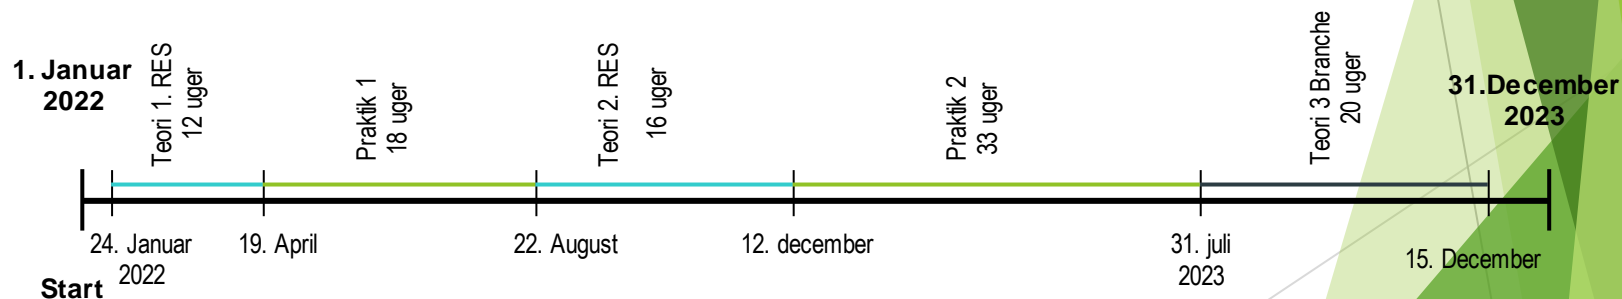 1. Januar
2022
Teori 1. RES
12 uger
Praktik 1
18 uger
Teori 2. RES
16 uger
Praktik 2
33 uger
Teori 3 Branche
20 uger
31.December
2023
24. Januar
2022
19. April
22. August
12. december
31. juli
2023
15. December
Start